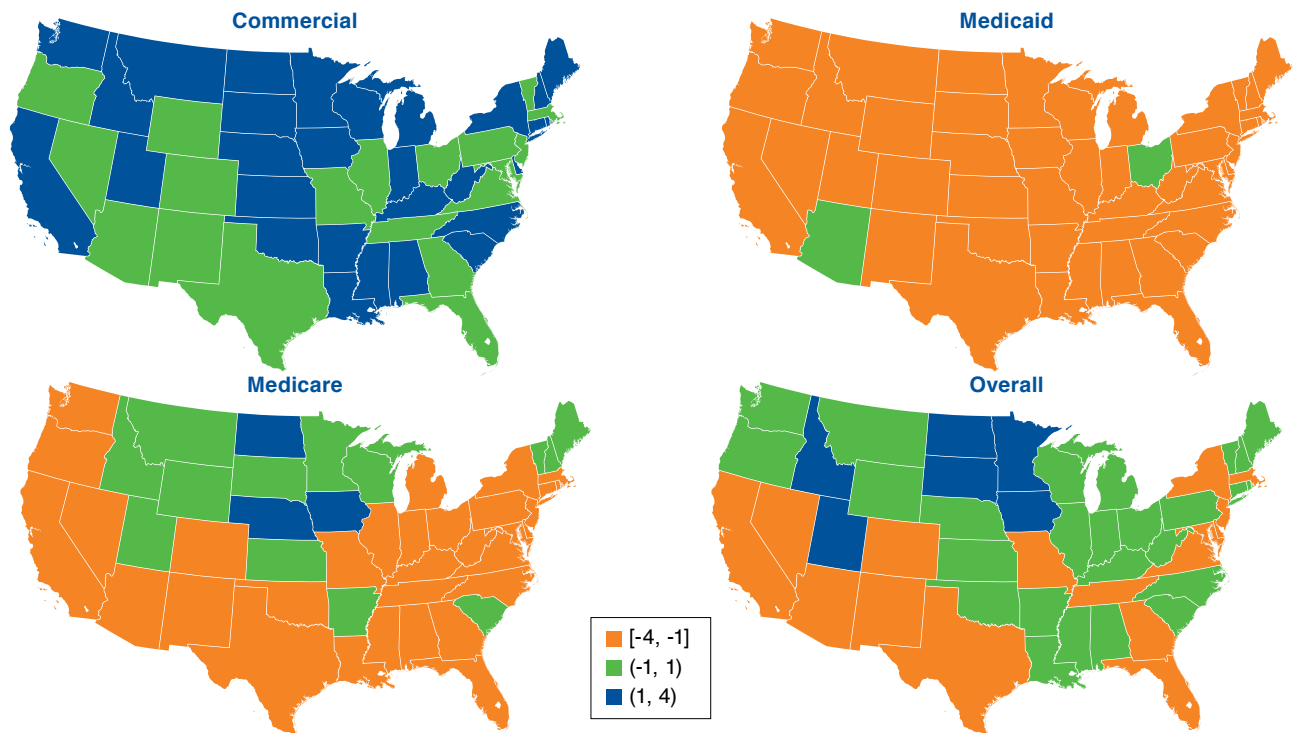 Commercial
Medicaid
Medicare
Overall
[-4, -1]
(-1, 1)
(1, 4)